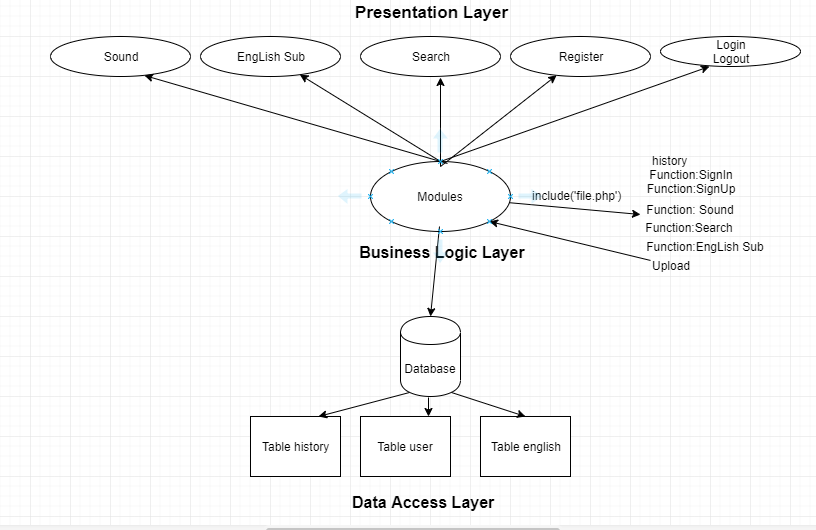 Presentation Layer
Sound
EngLish Sub
Search
Register
Login
Logout
Modules
include('file.php')
history
Function:SignIn
Function:SignUp
Function: Sound
Function:Search
Function:EngLish Sub
Upload
Business Logic Layer
Database
Table history
Table user
Table english
Data Access Layer